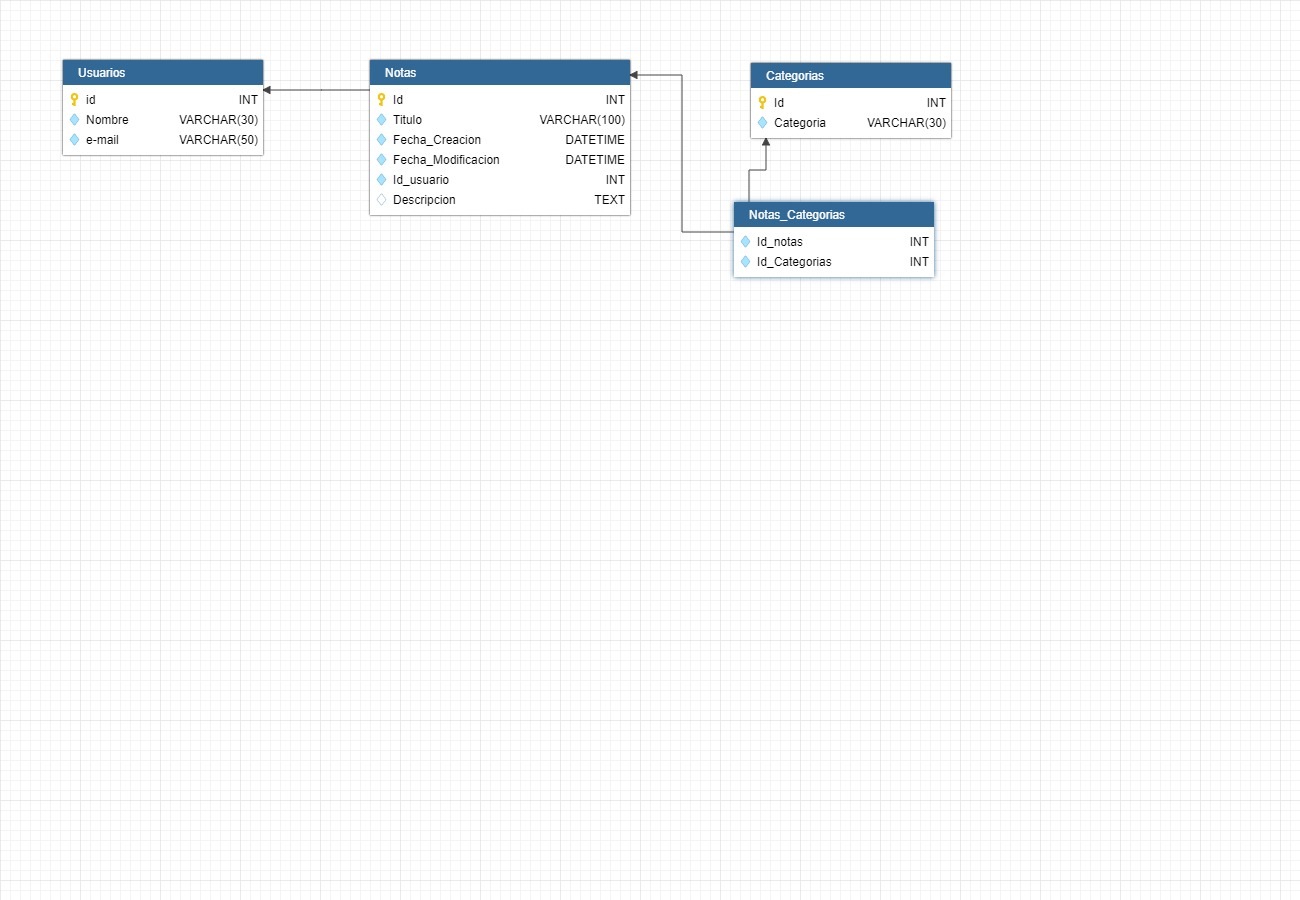 Usuarios
id INT
Nombre VARCHAR(30)
e-mail VARCHAR(50)
Notas
Id INT
Titulo VARCHAR(100)
Fecha_Creacion DATETIME
Fecha_Modificacion DATETIME
Id_usuario INT
Descripcion TEXT
Categorias
Id INT
Categoria VARCHAR(30)
Notas_Categorias
Id_notas INT
Id_Categorias INT